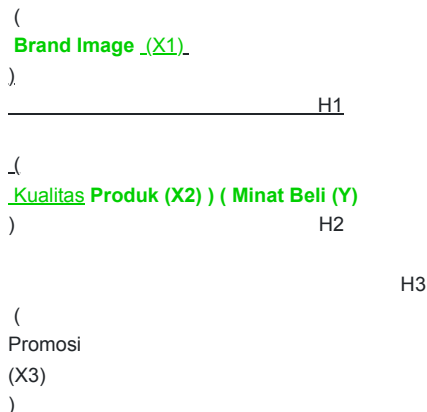 (
Brand Image (X1)
)
H1
(
Kualitas Produk (X2) ) ( Minat Beli (Y)
) H2
H3
(
Promosi
(X3)
)